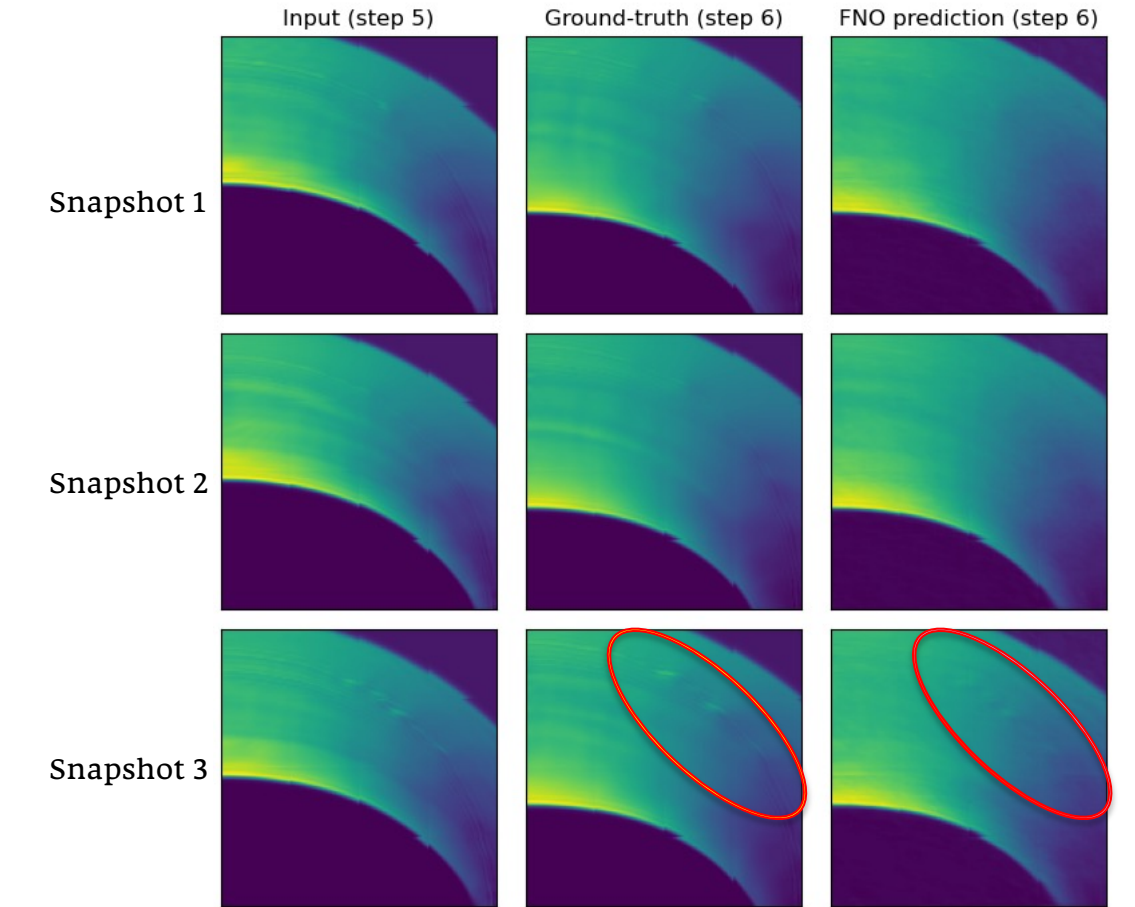 Input (step 5) Ground-truth (step 6) FNO prediction (step 6)
Snapshot 1
Snapshot 2
Snapshot 3